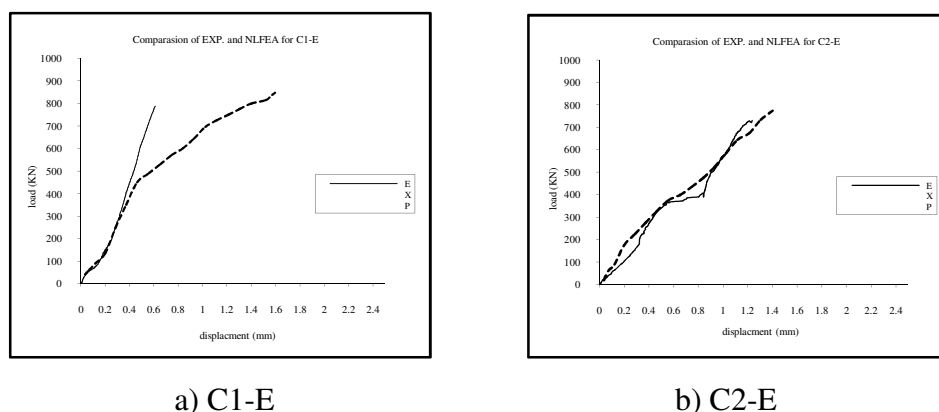 Comparasion of EXP. and NLFEA for C1-E
1000
900
800
700
600
500
400
300
200
100
0
load (KN)
0 0.2 0.4 0.6 0.8 1 1.2 1.4 1.6 1.8 2 2.2 2.4
displacment (mm)
E
X
P
a) C1-E
Comparasion of EXP. and NLFEA for C2-E
1000
900
800
700
600
500
400
300
200
100
0
load (KN)
0 0.2 0.4 0.6 0.8 1 1.2 1.4 1.6 1.8 2 2.2 2.4
displacment (mm)
E
X
P
b) C2-E